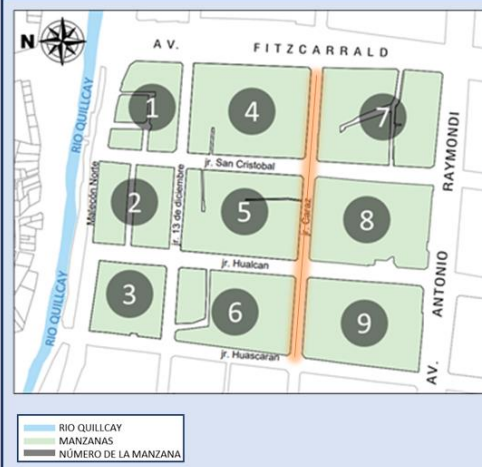 N
AV. FITZCARRALD
RIO QUILLCAY
1
4
7
RAYMONDI
jr. San Cristobal
Malecón Norte
2
jr. 13 de diciembre
5
jr. Caraz
8
jr. Hualcan
ANTONIO
RIO QUILLCAY
3
6
9
jr. Huascaran
AV.
RIO QUILLCAY
MANZANAS
NÚMERO DE LA MANZANA